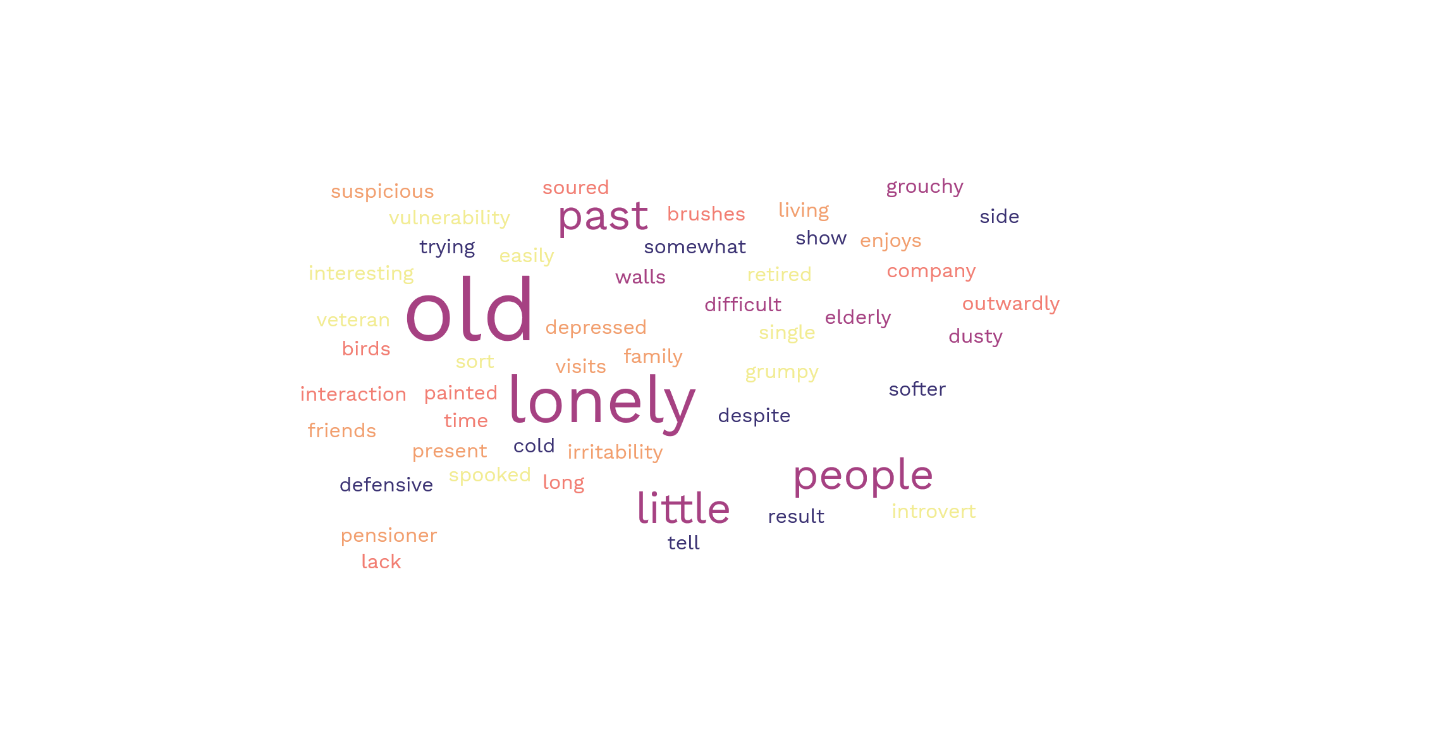 suspicious
soured
grouchy
vulnerability
past
brushes
living
side
trying
easily
somewhat
show
enjoys
interesting
walls
retired
company
old
difficult
outwardly
veteran
depressed
single
elderly
dusty
birds
sort
visits
family
grumpy
interaction
painted
lonely
softer
time
despite
friends
present
cold
irritability
defensive
spooked
long
people
little
result
introvert
pensioner
tell
lack